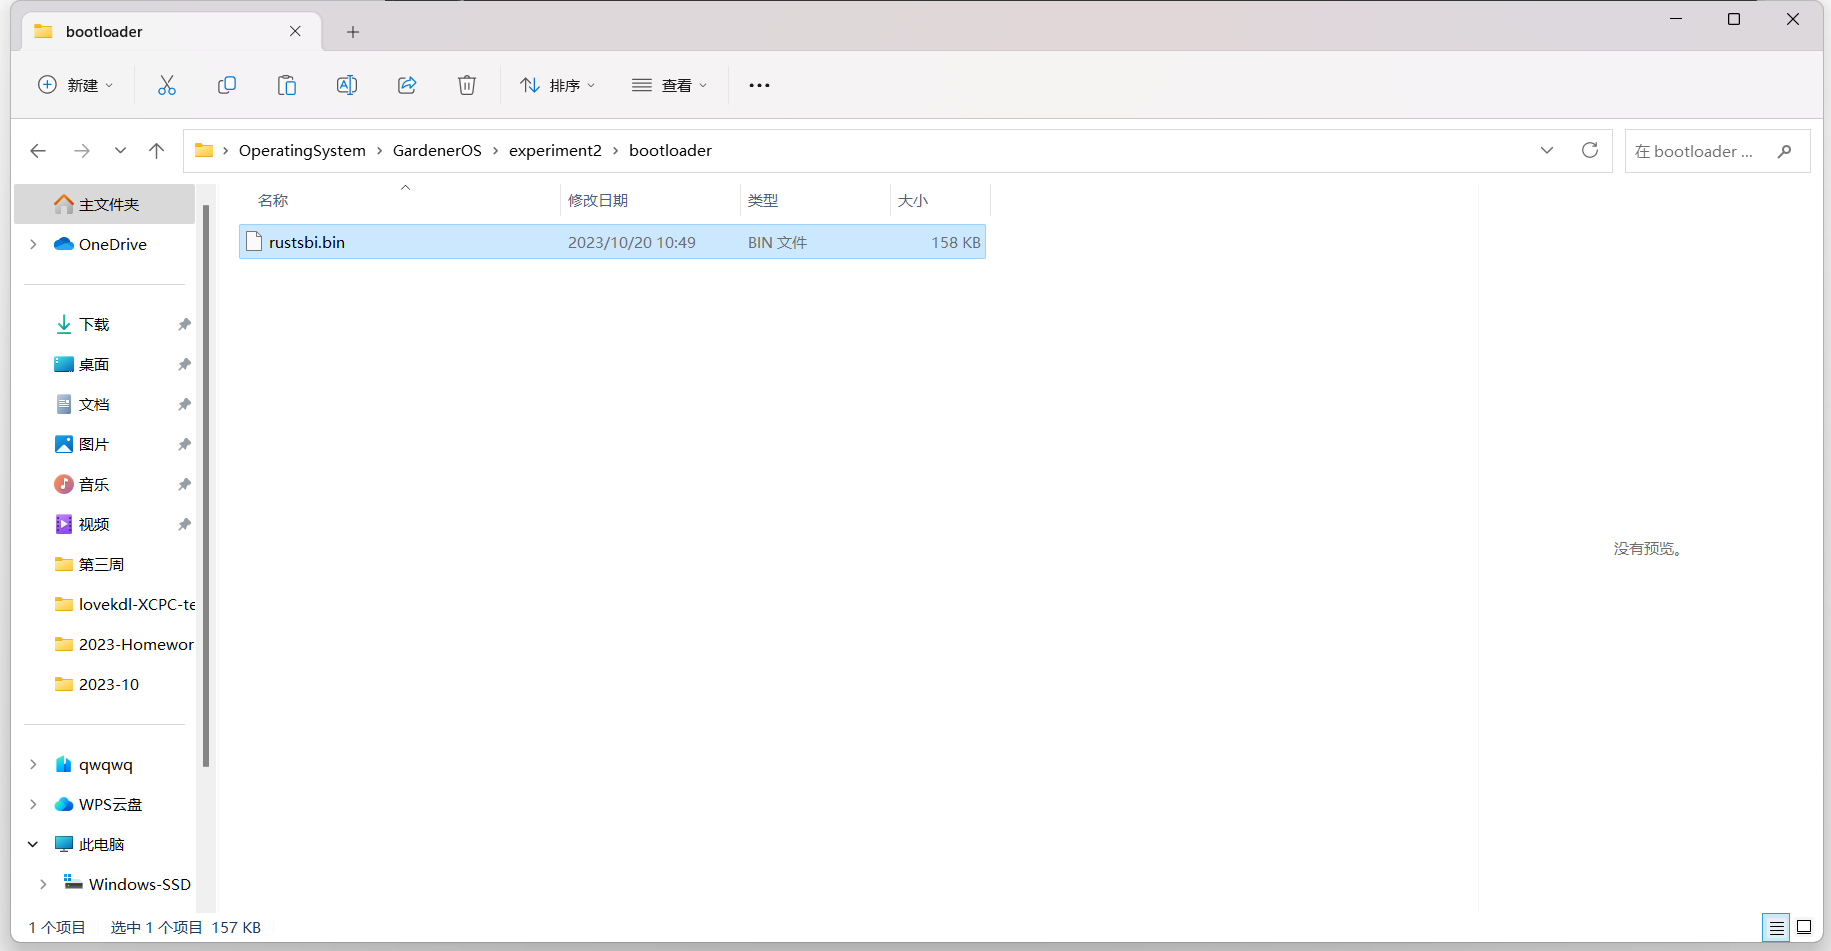 bootloader
新建
排序
查看
OperatingSystem > GardenerOS > experiment2 > bootloader
在 bootloader ...
名称 修改日期 类型 大小
rustsbi.bin 2023/10/20 10:49 BIN 文件 158 KB
主文件夹
OneDrive
下载
桌面
文档
图片
音乐
视频
第三周
lovekdl-XCPC-te
2023-Homewor
2023-10
qwqwq
WPS云盘
此电脑
Windows-SSD
没有预览。
1 个项目 选中 1 个项目 157 KB